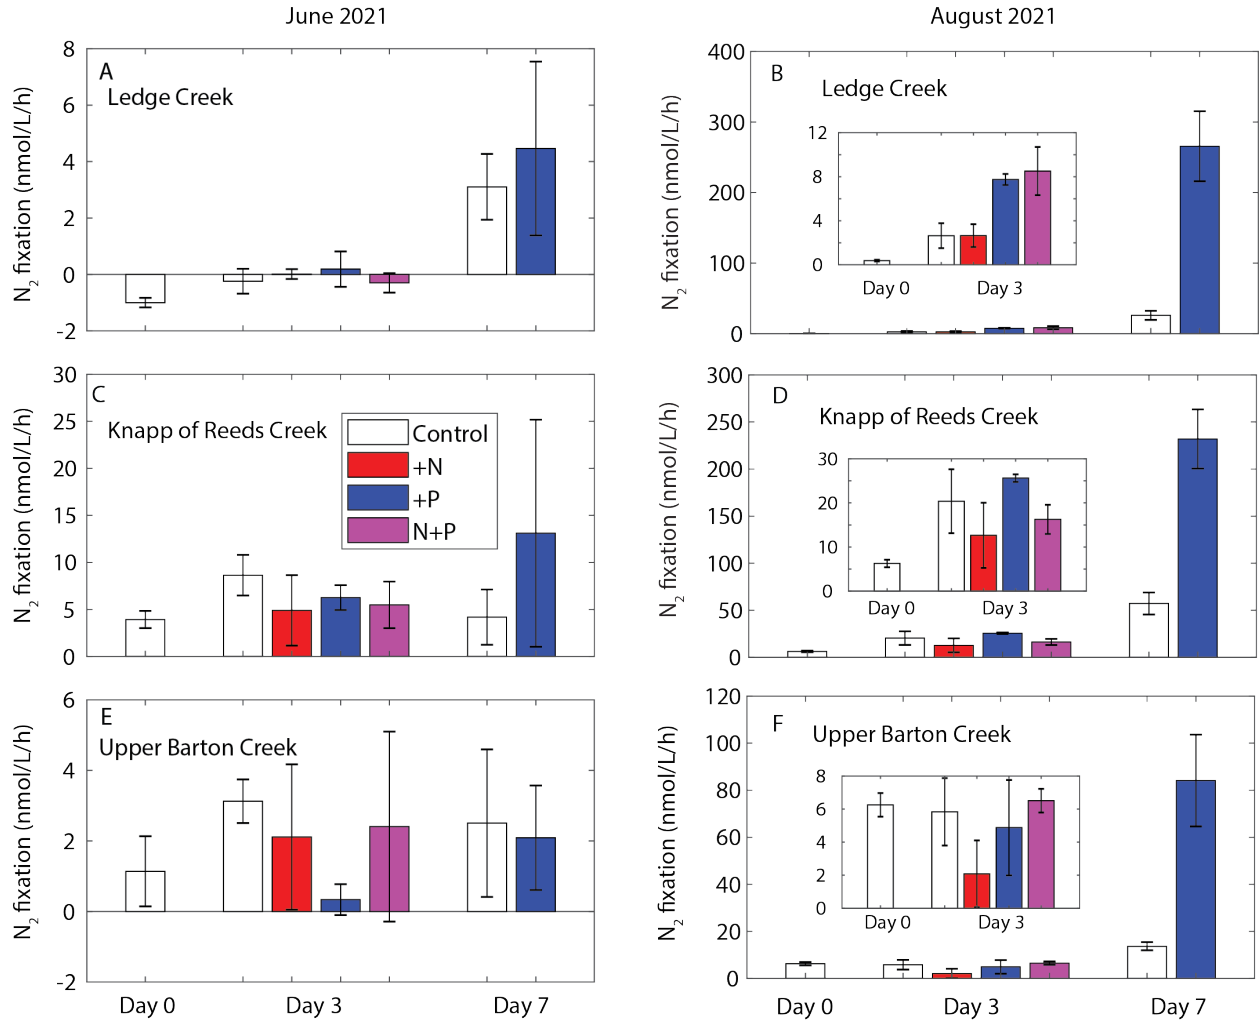 June 2021
August 2021
A
Ledge Creek
N2 fixation (nmol/L/h)
8
6
4
2
0
-2
B
Ledge Creek
N2 fixation (nmol/L/h)
400
300
200
100
0
12
8
4
0
Day 0
Day 3
C
Knapp of Reeds Creek
N2 fixation (nmol/L/h)
30
25
20
15
10
5
0
Control
+N
+P
N+P
D
Knapp of Reeds Creek
N2 fixation (nmol/L/h)
300
250
200
150
100
50
0
30
20
10
0
Day 0
Day 3
E
Upper Barton Creek
N2 fixation (nmol/L/h)
6
4
2
0
-2
Day 0
Day 3
Day 7
F
Upper Barton Creek
N2 fixation (nmol/L/h)
120
100
80
60
40
20
0
8
6
4
2
0
Day 0
Day 3
Day 0
Day 3
Day 7